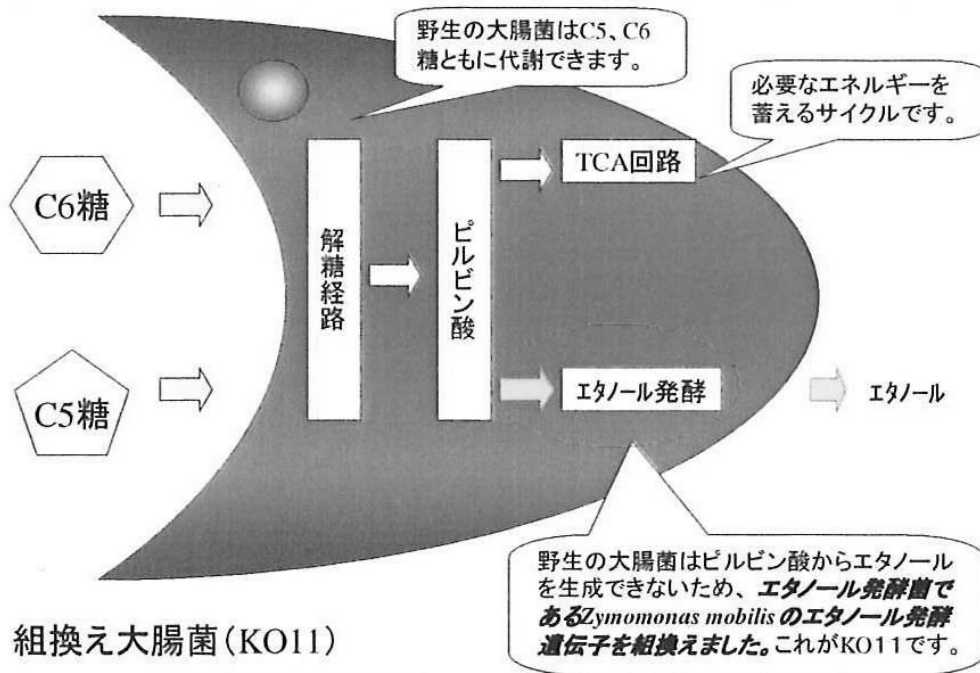 野生の大腸菌はC5、C6
糖ともに代謝できます。
必要なエネルギーを
蓄えるサイクルです。
C6糖
C5糖
解糖経路
ピルビン酸
TCA回路
エタノール発酵
エタノール
野生の大腸菌はピルビン酸からエタノール
を生成できないため、エタノール発酵菌で
あるZymomonas mobilisのエタノール発酵
遺伝子を組換えました。これがKO11です。
組換え大腸菌(KO11)